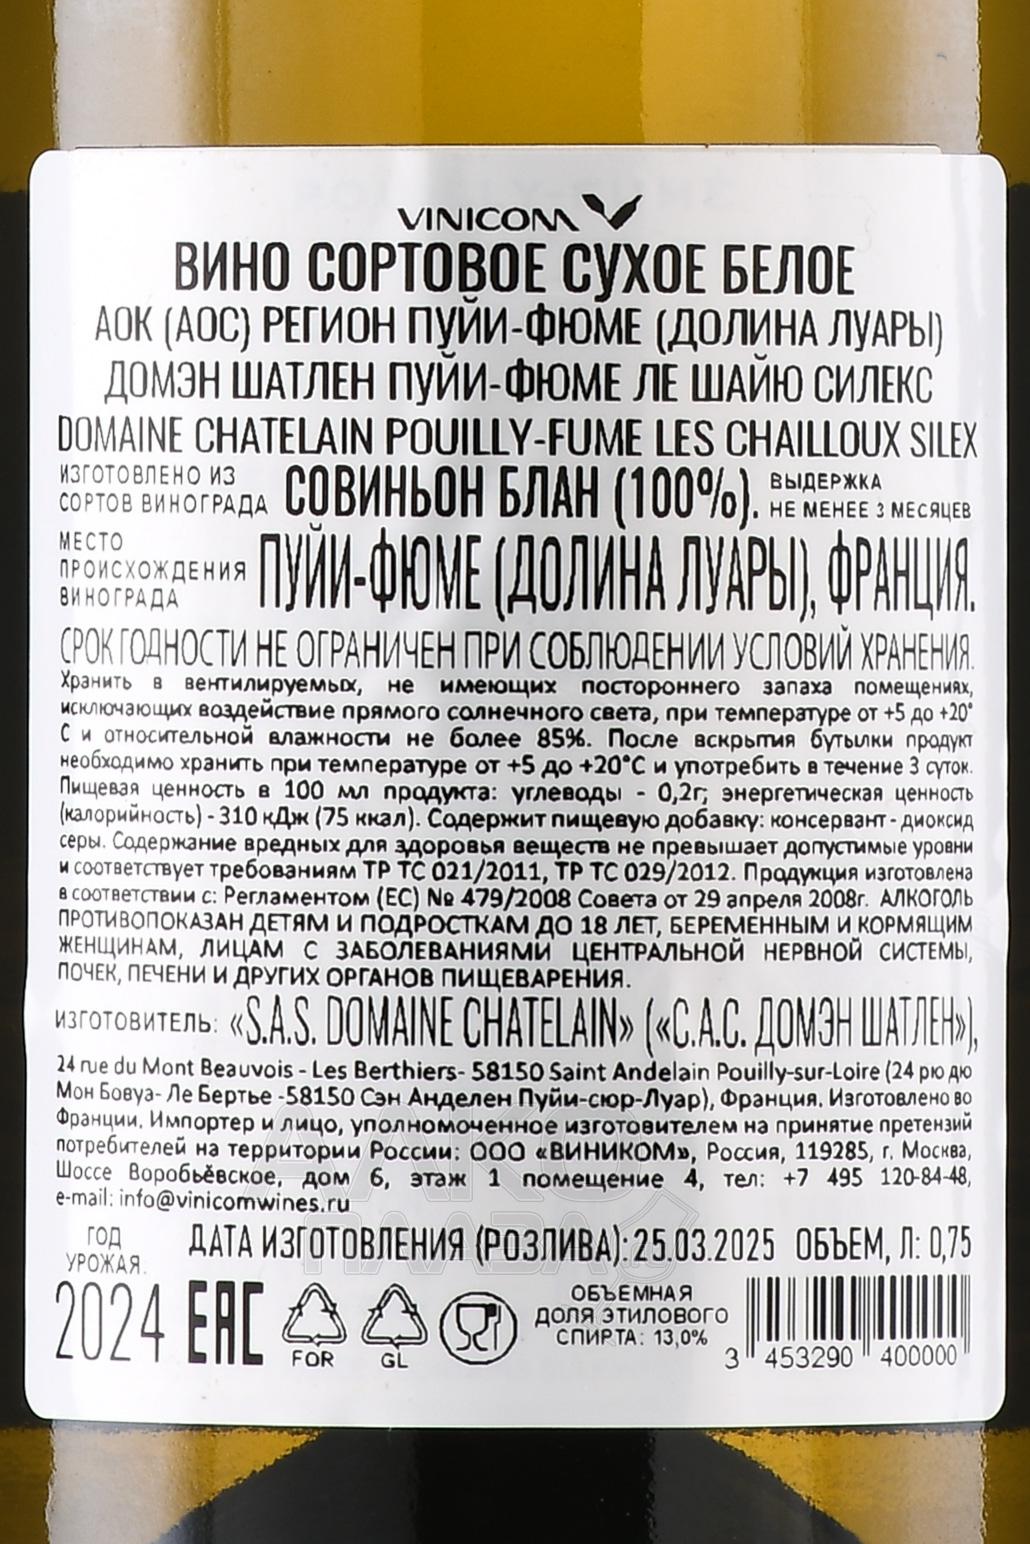 VINICOM
ВИНО СОРТОВОЕ СУХОЕ БЕЛОЕ
АОК (АОС) РЕГИОН ПУЙИ-ФЮМЕ (ДОЛИНА ЛУАРЫ)
ДОМЭН ШАТЛЕН ПУЙИ-ФЮМЕ ЛЕ ШАЙЮ СИЛЕКС
DOMAINE CHATELAIN POUILLY-FUME LES CHAILLOUX SILEX
ИЗГОТОВЛЕНО ИЗ
СОРТОВ ВИНОГРАДА СОВИНЬОН БЛАН (100%). ВЫДЕРЖКА
НЕ МЕНЕЕ 3 МЕСЯЦЕВ
МЕСТО
ПРОИСХОЖДЕНИЯ
ВИНОГРАДА ПУЙИ-ФЮМЕ (ДОЛИНА ЛУАРЫ), ФРАНЦИЯ.
СРОК ГОДНОСТИ НЕ ОГРАНИЧЕН ПРИ СОБЛЮДЕНИИ УСЛОВИЙ ХРАНЕНИЯ.
Хранить в вентилируемых, не имеющих постороннего запаха помещениях,
исключающих воздействие прямого солнечного света, при температуре от +5 до +20°
С и относительной влажности не более 85%. После вскрытия бутылки продукт
необходимо хранить при температуре от +5 до +20°С и употребить в течение 3 суток.
Пищевая ценность в 100 мл продукта: углеводы - 0,2г; энергетическая ценность
(калорийность) - 310 кДж (75 ккал). Содержит пищевую добавку: консервант - диоксид
серы. Содержание вредных для здоровья веществ не превышает допустимые уровни
и соответствует требованиям ТР ТС 021/2011, ТР ТС 029/2012. Продукция изготовлена
в соответствии с: Регламентом (ЕС) № 479/2008 Совета от 29 апреля 2008г. АЛКОГОЛЬ
ПРОТИВОПОКАЗАН ДЕТЯМ И ПОДРОСТКАМ ДО 18 ЛЕТ, БЕРЕМЕННЫМ И КОРМЯЩИМ
ЖЕНЩИНАМ, ЛИЦАМ С ЗАБОЛЕВАНИЯМИ ЦЕНТРАЛЬНОЙ НЕРВНОЙ СИСТЕМЫ,
ПОЧЕК, ПЕЧЕНИ И ДРУГИХ ОРГАНОВ ПИЩЕВАРЕНИЯ.
ИЗГОТОВИТЕЛЬ: «S.A.S. DOMAINE CHATELAIN» («С.А.С. ДОМЭН ШАТЛЕН»),
24 rue du Mont Beauvois - Les Berthiers- 58150 Saint Andelain Pouilly-sur-Loire (24 рю дю
Мон Бовуа- Ле Бертье -58150 Сэн Анделен Пуйи-сюр-Луар), Франция. Изготовлено во
Франции. Импортер и лицо, уполномоченное изготовителем на принятие претензий
потребителей на территории России: ООО «ВИНИКОМ», Россия, 119285, г. Москва,
Шоссе Воробьёвское, дом 6, этаж 1 помещение 4, тел: +7 495 120-84-48,
e-mail: info@vinicomwines.ru
ГОД
УРОЖАЯ:
2024
ДАТА ИЗГОТОВЛЕНИЯ (РОЗЛИВА): 25.03.2025 ОБЪЕМ, Л: 0,75
EAC
FOR
GL
ОБЪЕМНАЯ
ДОЛЯ ЭТИЛОВОГО
СПИРТА: 13,0%
3 453290 400000